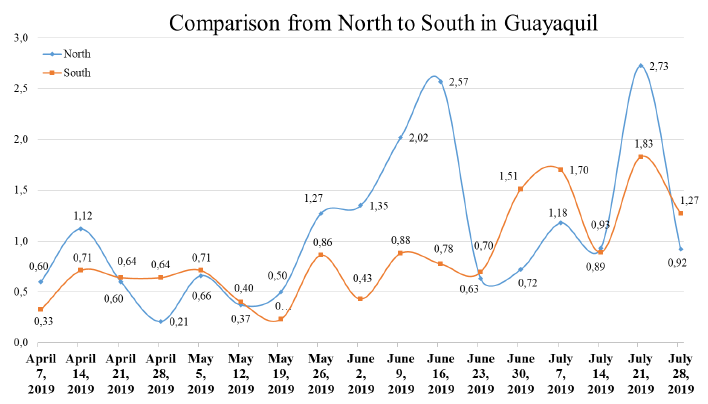 Comparison from North to South in Guayaquil
3,0
2,5
2,0
1,5
1,0
0,5
0,0
North
South
0,60
1,12
0,60
0,21
0,66
0,37
0,50
1,27
1,35
2,02
2,57
0,63
0,72
1,18
0,93
2,73
0,92
0,33
0,71
0,64
0,64
0,71
0,40
0...
0,86
0,43
0,88
0,78
0,70
1,51
1,70
0,89
1,83
1,27
April 7, 2019
April 14, 2019
April 21, 2019
April 28, 2019
May 5, 2019
May 12, 2019
May 19, 2019
May 26, 2019
June 2, 2019
June 9, 2019
June 16, 2019
June 23, 2019
June 30, 2019
July 7, 2019
July 14, 2019
July 21, 2019
July 28, 2019